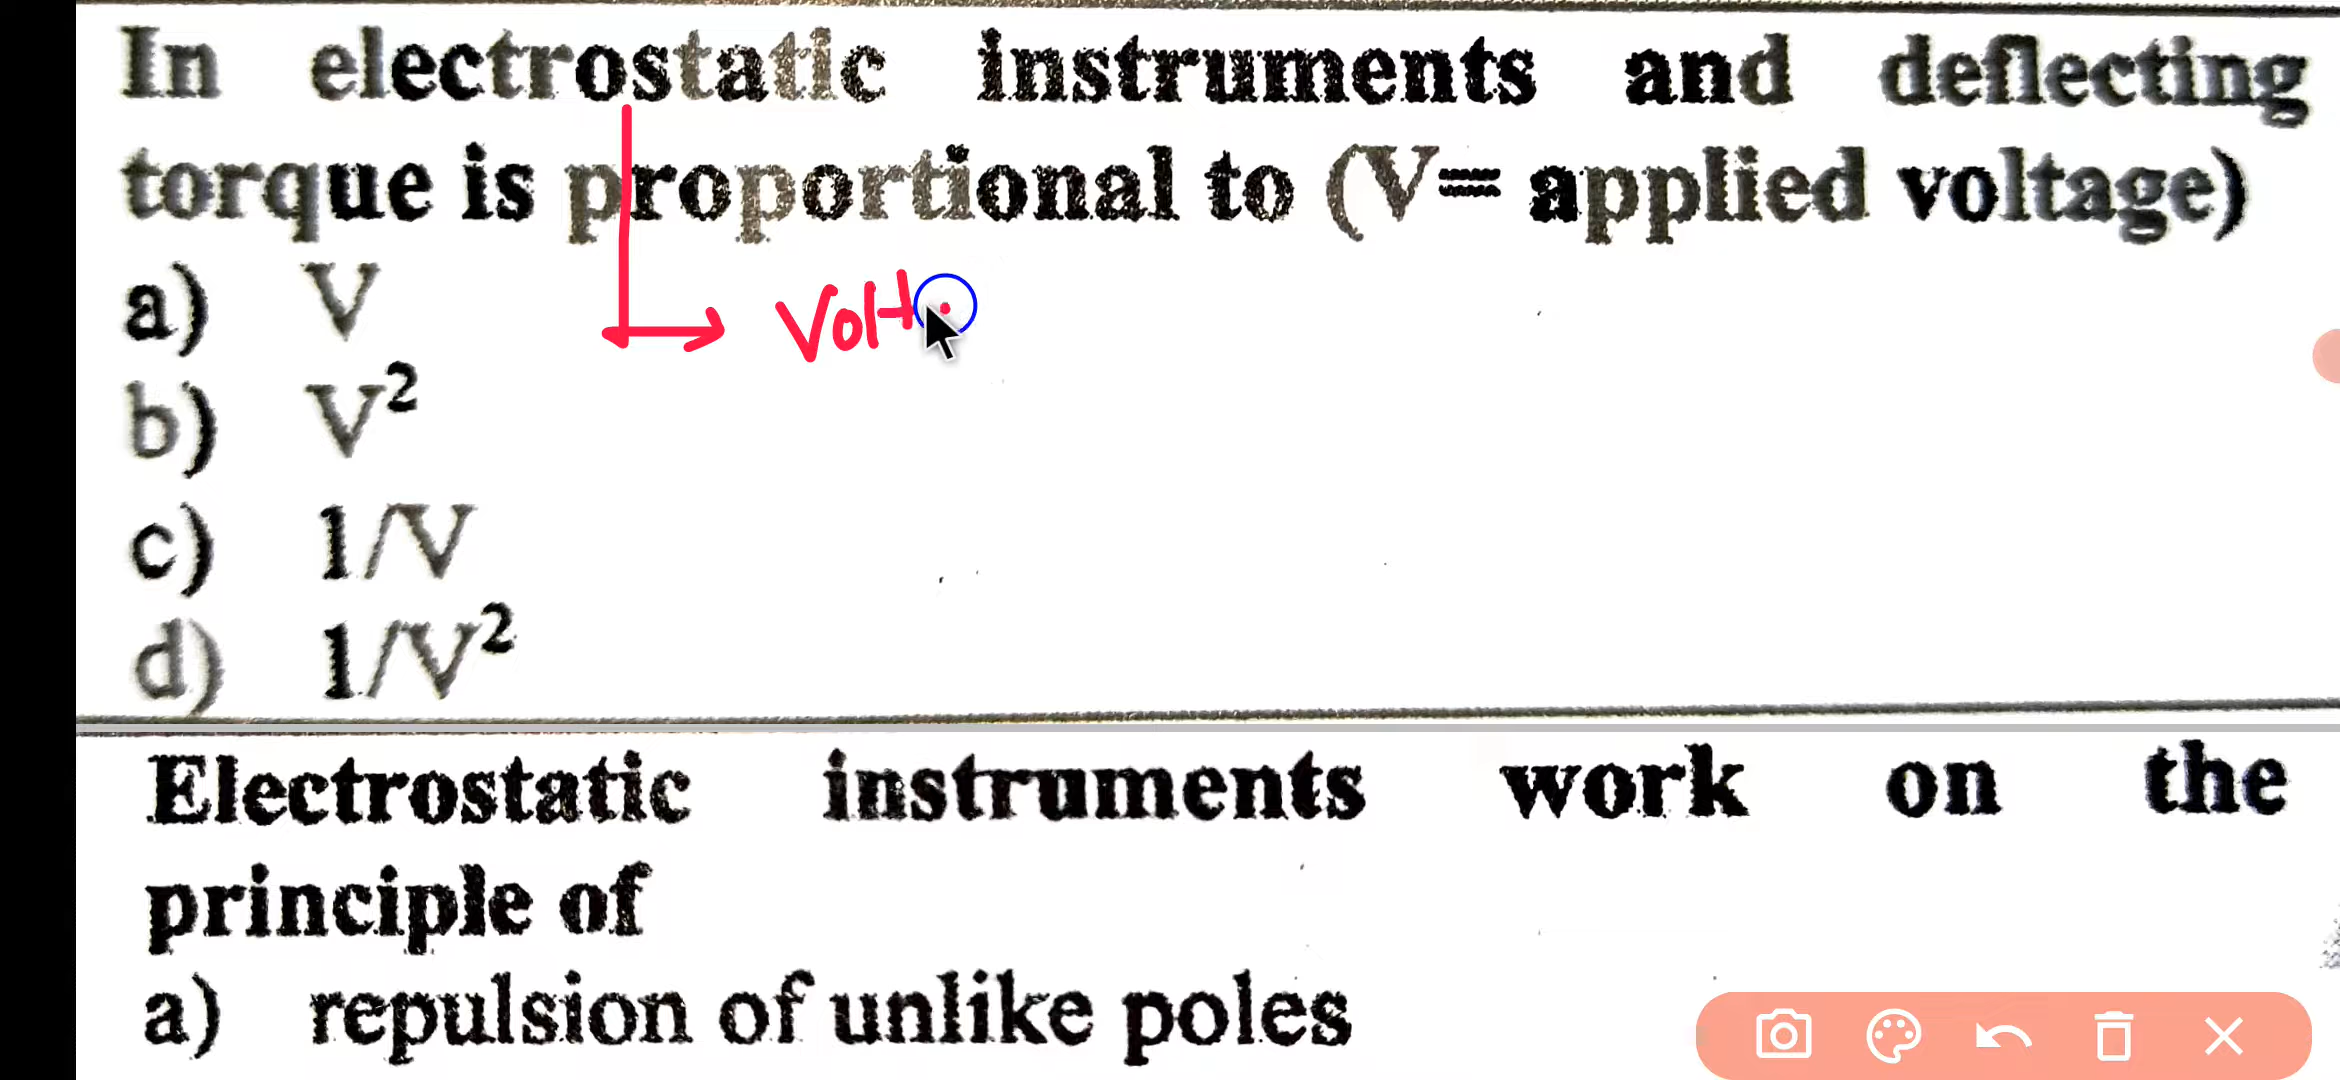 In electrostatic instruments and deflecting
torque is proportional to (V= applied voltage)
a) V
Volt
b) V²
c) 1/V
d) 1/V²
Electrostatic instruments work on the
principle of
a) repulsion of unlike poles